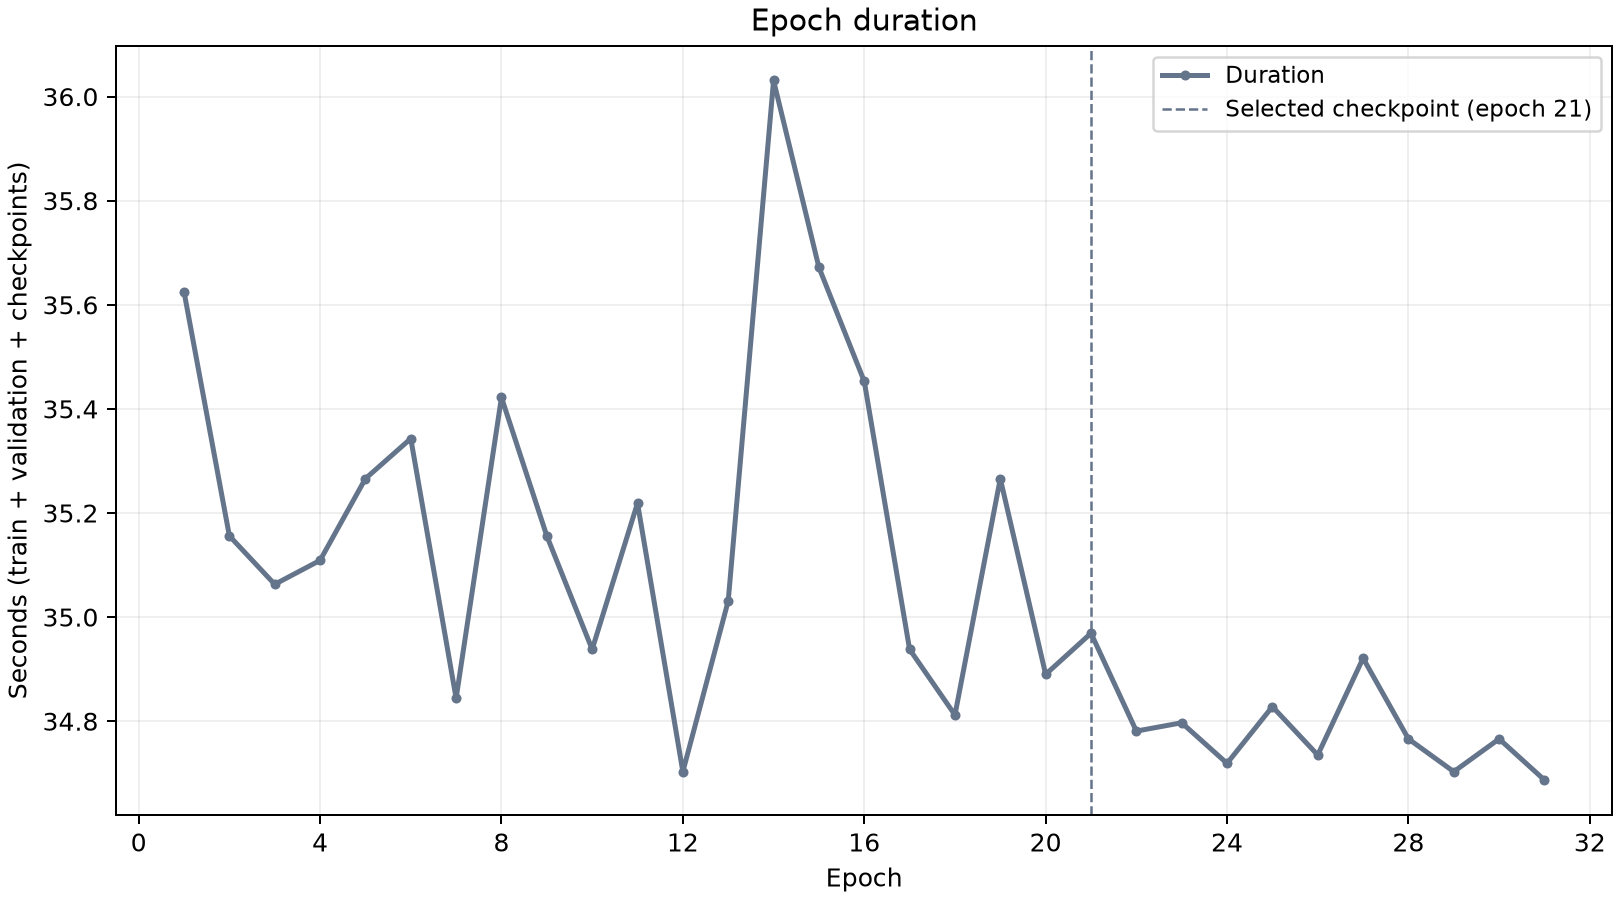 Epoch duration
Duration
Selected checkpoint (epoch 21)
Seconds (train + validation + checkpoints)
36.0
35.8
35.6
35.4
35.2
35.0
34.8
0 4 8 12 16 20 24 28 32
Epoch